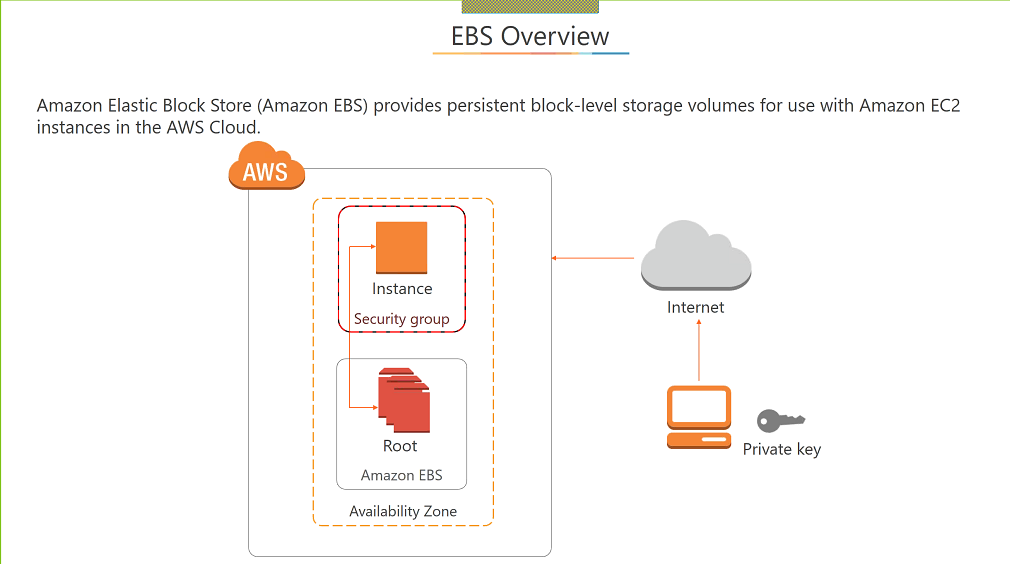 EBS Overview
Amazon Elastic Block Store (Amazon EBS) provides persistent block-level storage volumes for use with Amazon EC2
instances in the AWS Cloud.
AWS
Instance
Security group
Root
Amazon EBS
Availability Zone
Internet
Private key